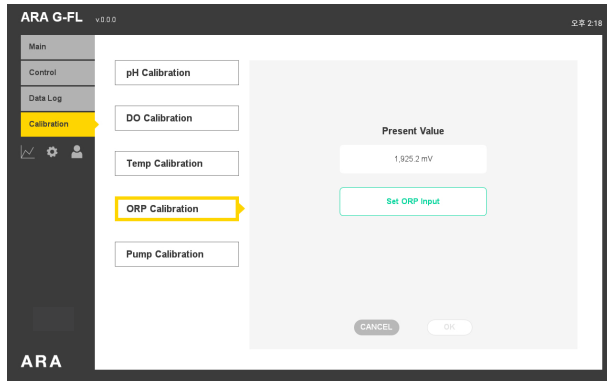 ARA G-FL v.0.0.0
오후 2:18
Main
Control
Data Log
Calibration
pH Calibration
DO Calibration
Temp Calibration
ORP Calibration
Pump Calibration
Present Value
1,925.2 mV
Set ORP Input
CANCEL
OK
ARA